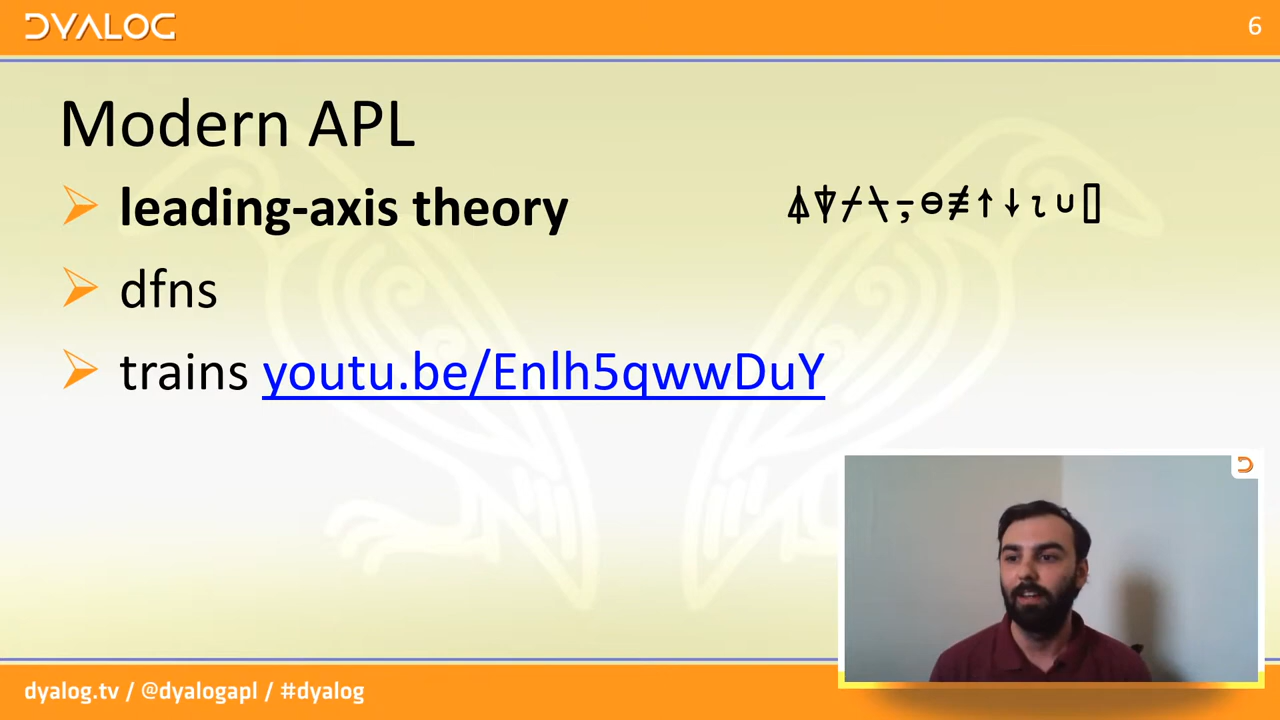 DYALOG
6
Modern APL
leading-axis theory ⍋⍒⌿⍀⍪⊖≢↑↓⍳∪⌷
dfns
trains youtu.be/Enlh5qwwDuY
dyalog.tv / @dyalogapl / #dyalog